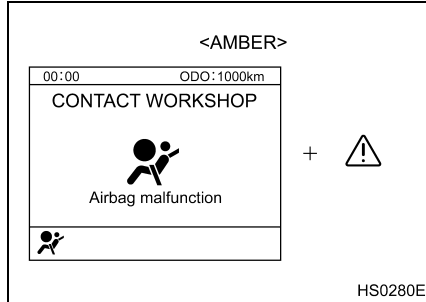 <AMBER>
00:00 ODO:1000km
CONTACT WORKSHOP
Airbag malfunction
+
HS0280E